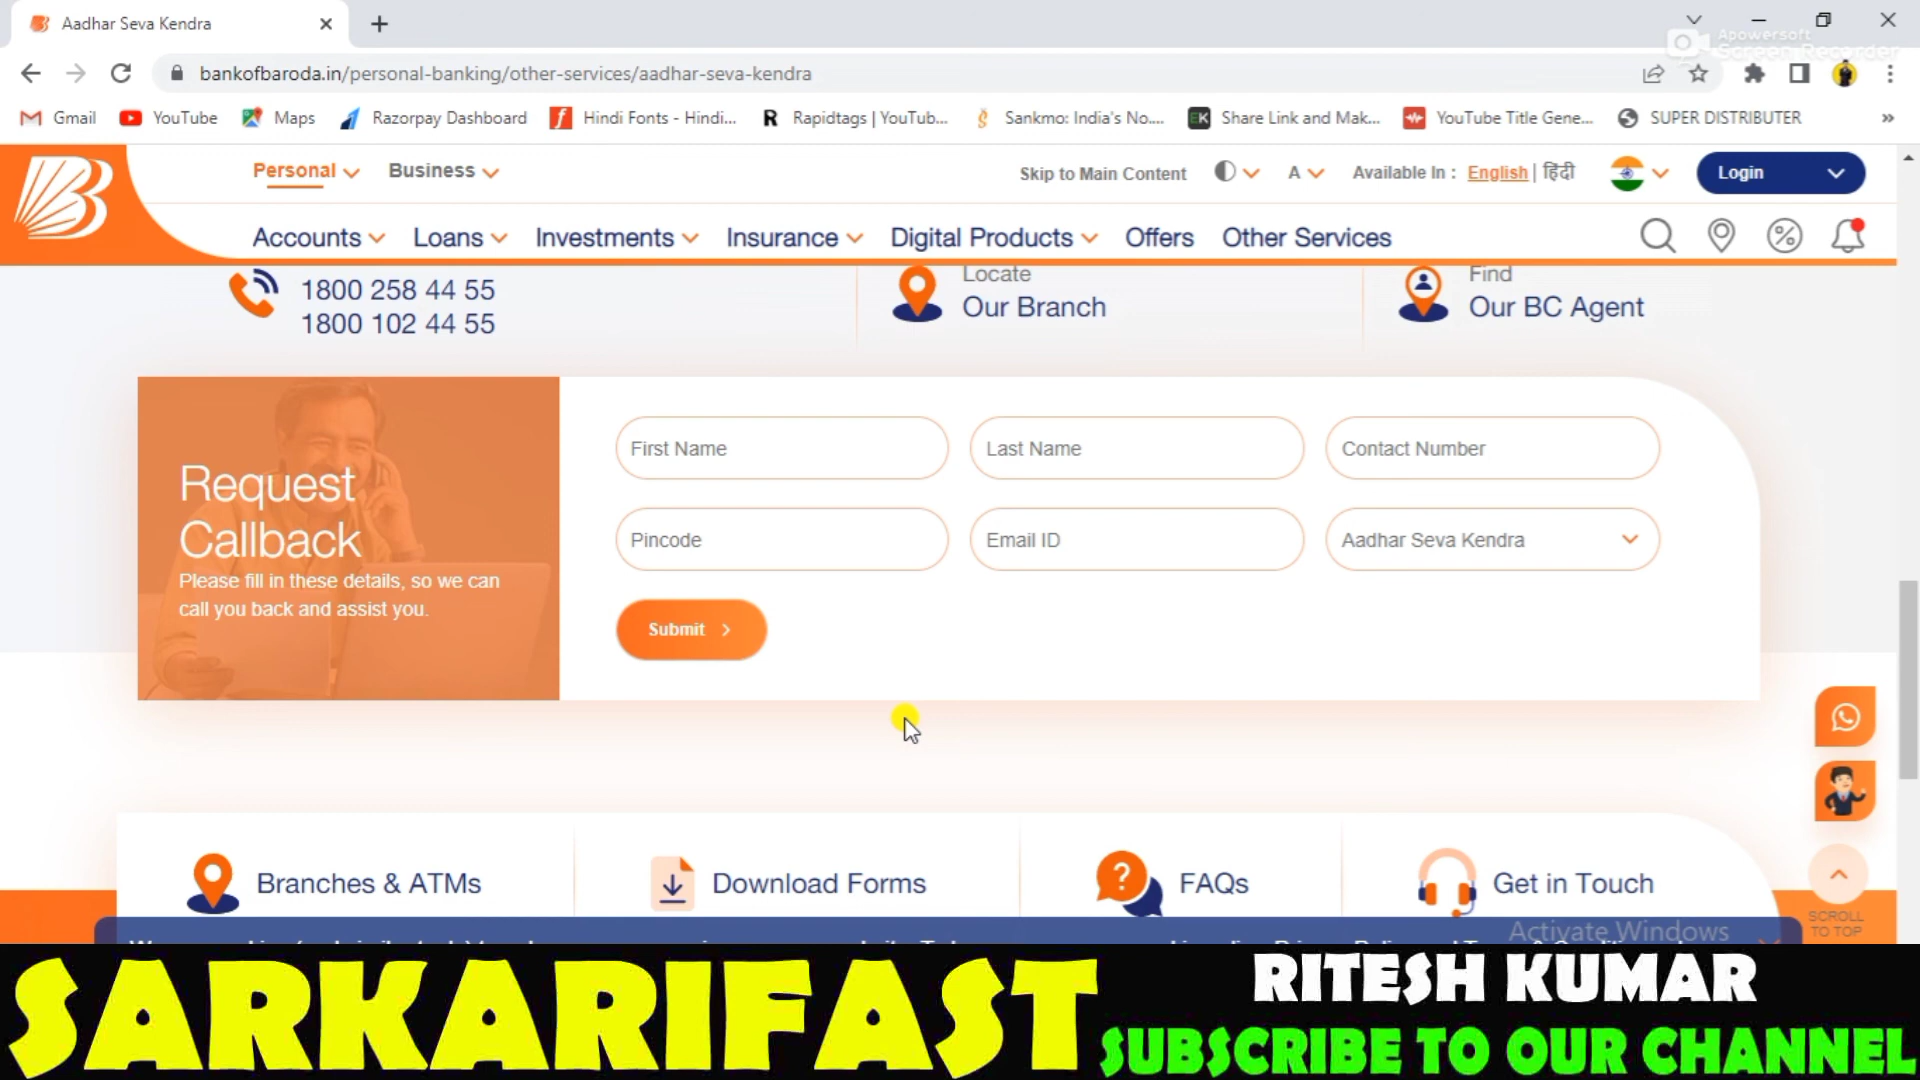 Aadhar Seva Kendra
Apowersoft
Screen Recorder
bankofbaroda.in/personal-banking/other-services/aadhar-seva-kendra
Gmail YouTube Maps Razorpay Dashboard Hindi Fonts - Hindi... Rapidtags | YouTub... Sankmo: India's No.... EK Share Link and Mak... YouTube Title Gene... SUPER DISTRIBUTER »
Personal Business Skip to Main Content A Available In : English | हिंदी Login
Accounts Loans Investments Insurance Digital Products Offers Other Services
1800 258 44 55
1800 102 44 55
Locate
Our Branch
Find
Our BC Agent
Request
Callback
Please fill in these details, so we can
call you back and assist you.
First Name Last Name Contact Number
Pincode Email ID Aadhar Seva Kendra
Submit
Branches & ATMs Download Forms FAQs Get in Touch
SCROLL
TO TOP
Activate Windows
SARKARIFAST
RITESH KUMAR
SUBSCRIBE TO OUR CHANNEL